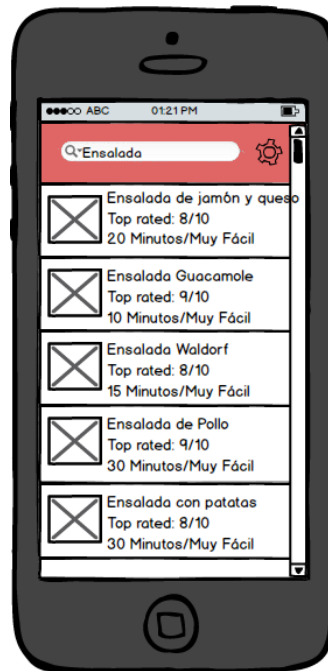 ABC 01:21 PM
Ensalada
Ensalada de jamón y queso
Top rated: 8/10
20 Minutos/Muy Fácil
Ensalada Guacamole
Top rated: 9/10
10 Minutos/Muy Fácil
Ensalada Waldorf
Top rated: 8/10
15 Minutos/Muy Fácil
Ensalada de Pollo
Top rated: 9/10
30 Minutos/Muy Fácil
Ensalada con patatas
Top rated: 8/10
30 Minutos/Muy Fácil